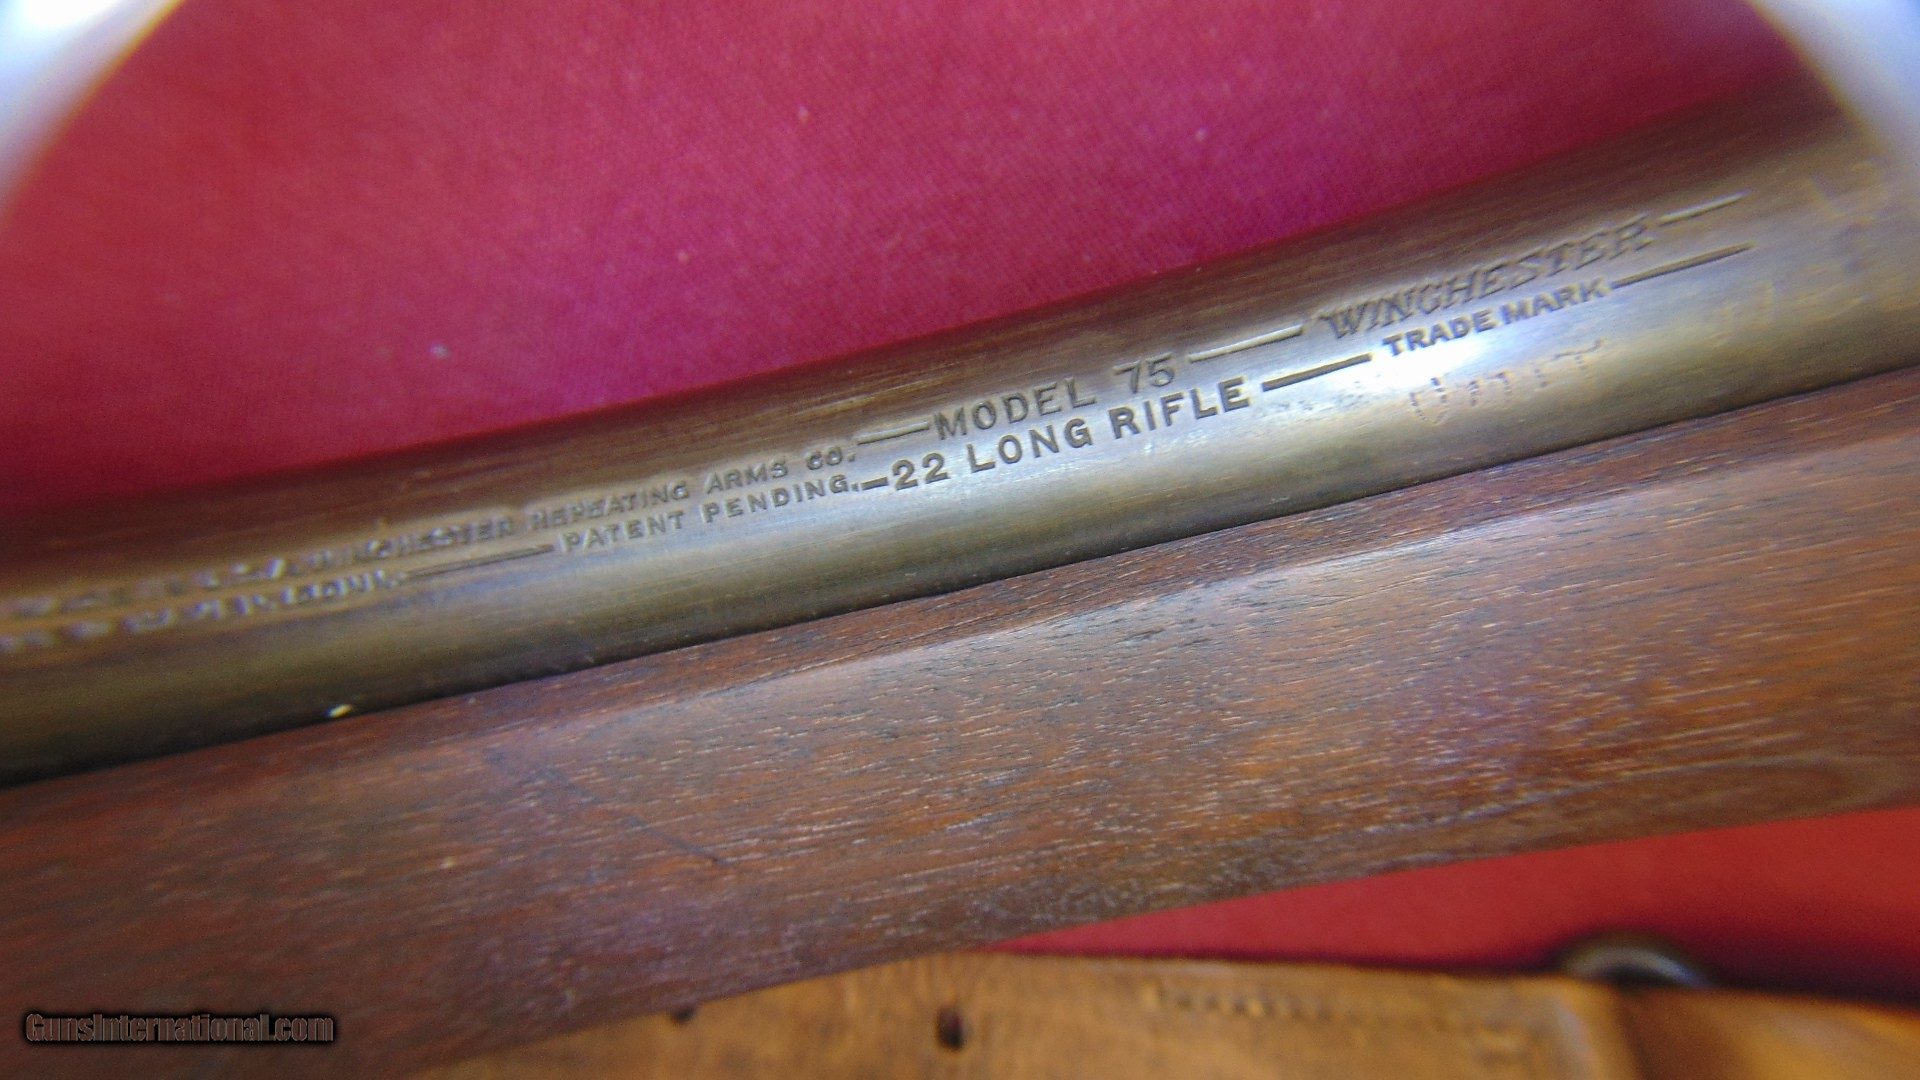 WINCHESTER REPEATING ARMS CO. — MODEL 75 — WINCHESTER —
— PATENT PENDING. — 22 LONG RIFLE — TRADE MARK —
GunsInternational.com